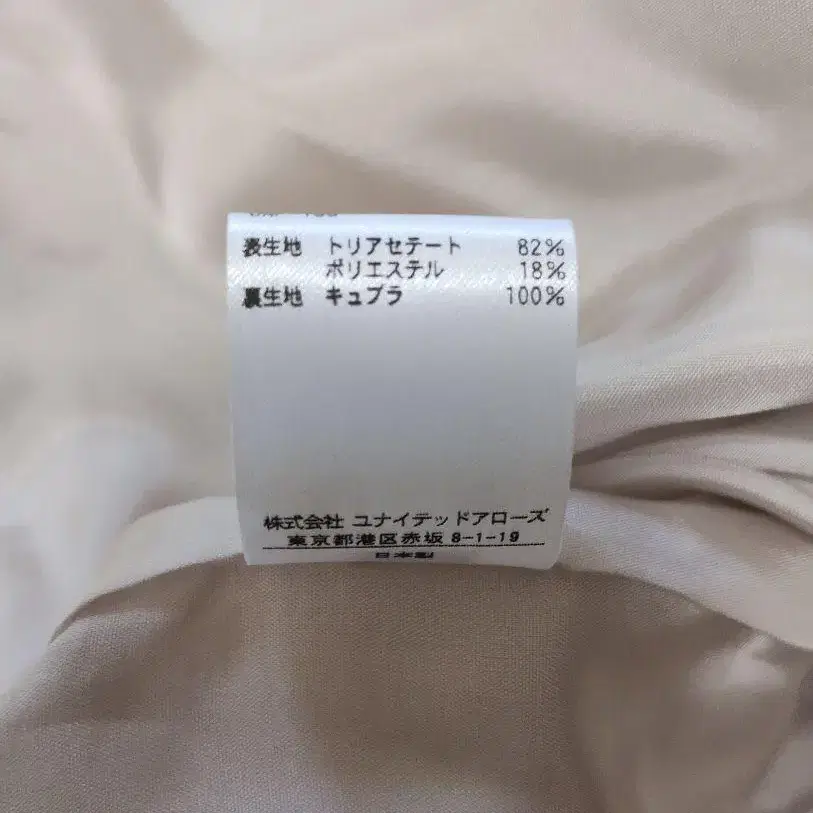 表生地 トリアセテート 82%
ポリエステル 18%
裏生地 キュプラ 100%
株式会社 ユナイテッドアローズ
東京都港区赤坂 8-1-19
日本製